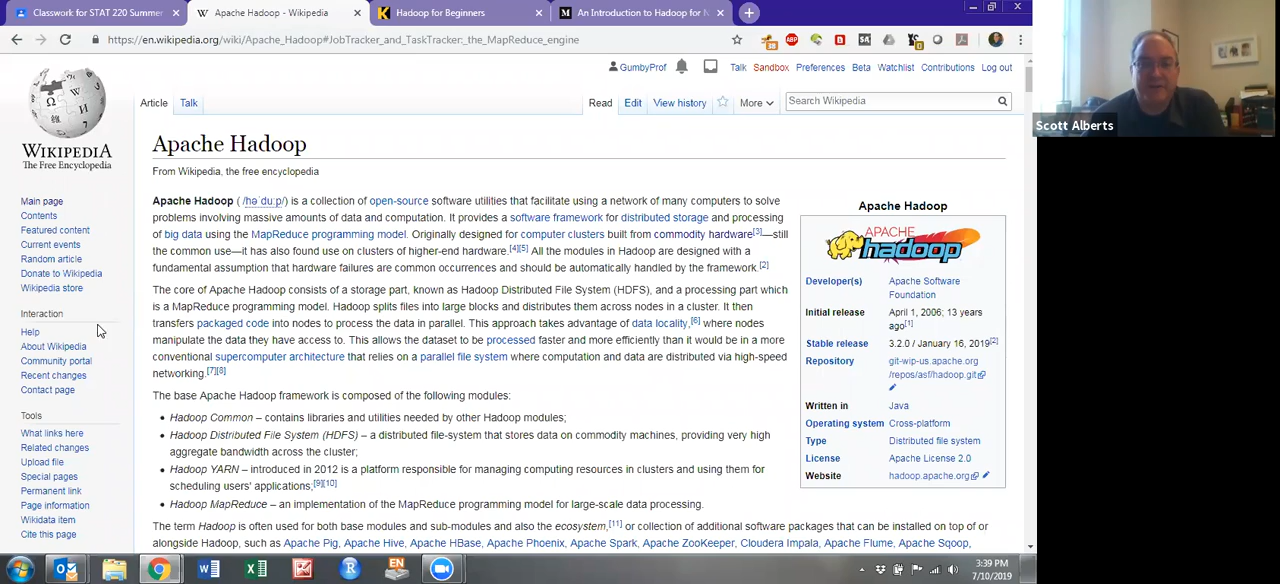 Classwork for STAT 220 Summer
Apache Hadoop - Wikipedia
Hadoop for Beginners
An Introduction to Hadoop for N
https://en.wikipedia.org/wiki/Apache_Hadoop#JobTracker_and_TaskTracker:_the_MapReduce_engine
GumbyProf Talk Sandbox Preferences Beta Watchlist Contributions Log out
Article Talk Read Edit View history More Search Wikipedia
WIKIPEDIA
The Free Encyclopedia
Main page
Contents
Featured content
Current events
Random article
Donate to Wikipedia
Wikipedia store
Interaction
Help
About Wikipedia
Community portal
Recent changes
Contact page
Tools
What links here
Related changes
Upload file
Special pages
Permanent link
Page information
Wikidata item
Cite this page
Apache Hadoop
From Wikipedia, the free encyclopedia
Apache Hadoop (/həˈduːp/) is a collection of open-source software utilities that facilitate using a network of many computers to solve
problems involving massive amounts of data and computation. It provides a software framework for distributed storage and processing
of big data using the MapReduce programming model. Originally designed for computer clusters built from commodity hardware[3]—still
the common use—it has also found use on clusters of higher-end hardware.[4][5] All the modules in Hadoop are designed with a
fundamental assumption that hardware failures are common occurrences and should be automatically handled by the framework.[2]
The core of Apache Hadoop consists of a storage part, known as Hadoop Distributed File System (HDFS), and a processing part which
is a MapReduce programming model. Hadoop splits files into large blocks and distributes them across nodes in a cluster. It then
transfers packaged code into nodes to process the data in parallel. This approach takes advantage of data locality,[6] where nodes
manipulate the data they have access to. This allows the dataset to be processed faster and more efficiently than it would be in a more
conventional supercomputer architecture that relies on a parallel file system where computation and data are distributed via high-speed
networking.[7][8]
The base Apache Hadoop framework is composed of the following modules:
• Hadoop Common – contains libraries and utilities needed by other Hadoop modules;
• Hadoop Distributed File System (HDFS) – a distributed file-system that stores data on commodity machines, providing very high
aggregate bandwidth across the cluster;
• Hadoop YARN – introduced in 2012 is a platform responsible for managing computing resources in clusters and using them for
scheduling users' applications;[9][10]
• Hadoop MapReduce – an implementation of the MapReduce programming model for large-scale data processing.
The term Hadoop is often used for both base modules and sub-modules and also the ecosystem,[11] or collection of additional software packages that can be installed on top of or
alongside Hadoop, such as Apache Pig, Apache Hive, Apache HBase, Apache Phoenix, Apache Spark, Apache ZooKeeper, Cloudera Impala, Apache Flume, Apache Sqoop,
Apache Hadoop
APACHE
hadoop
Developer(s) Apache Software
Foundation
Initial release April 1, 2006; 13 years
ago[1]
Stable release 3.2.0 / January 16, 2019[2]
Repository git-wip-us.apache.org
/repos/asf/hadoop.git
Written in Java
Operating system Cross-platform
Type Distributed file system
License Apache License 2.0
Website hadoop.apache.org
Scott Alberts
EN
3:39 PM
7/10/2019